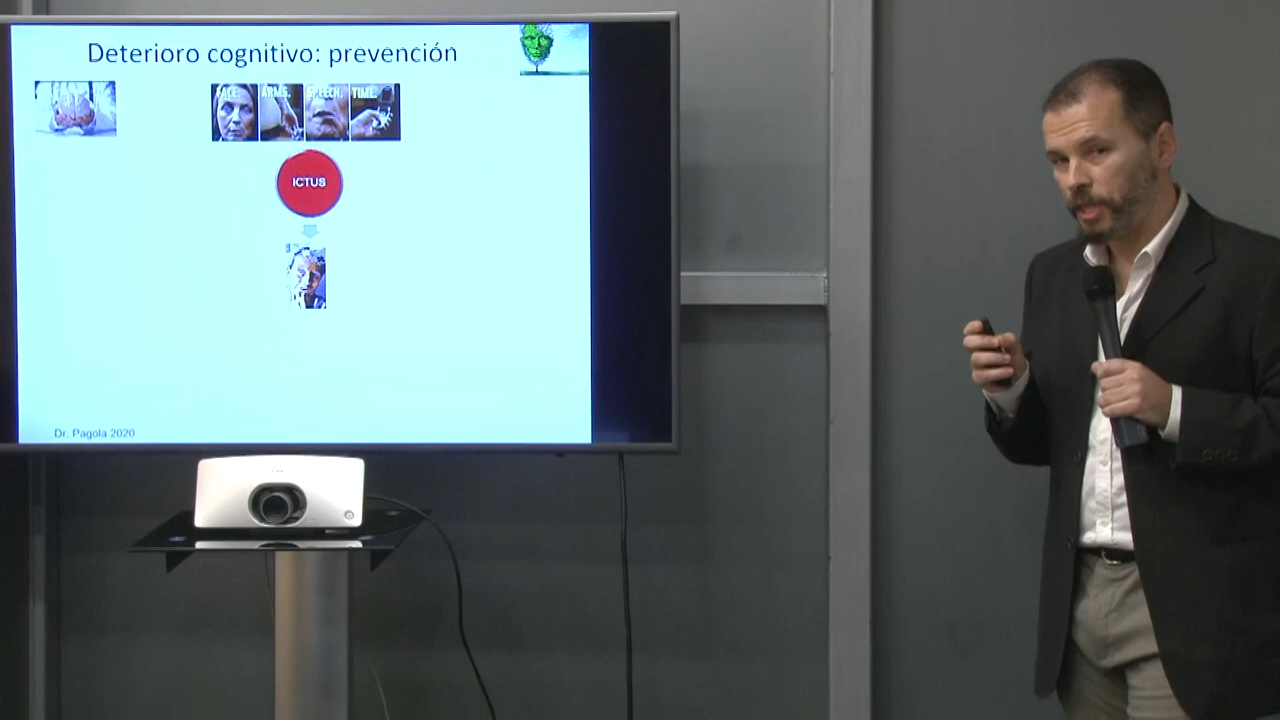 Deterioro cognitivo: prevención
FACE. ARMS. SPEECH. TIME.
ICTUS
Dr. Pagola 2020